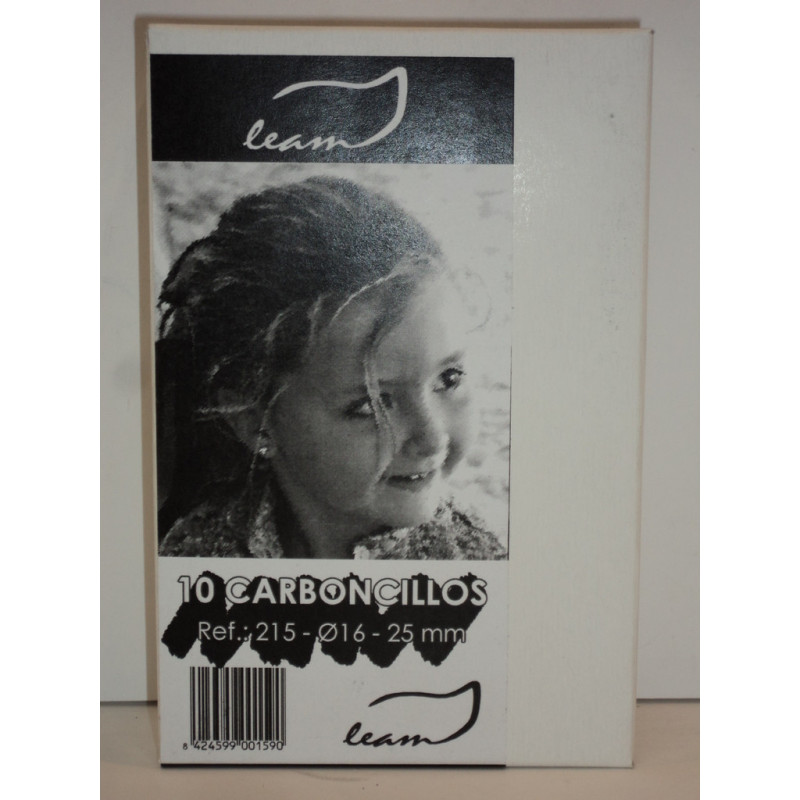 leam
10 CARBONCILLOS
Ref.: 215 - Ø16 - 25 mm
leam
8 424599 001590